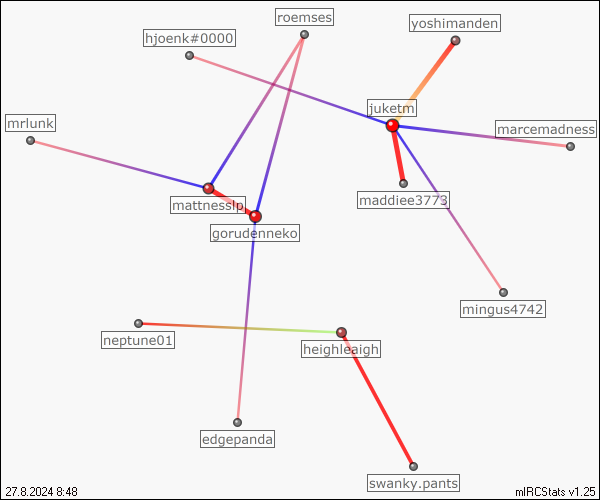 roemses
yoshimanden
hjoenk#0000
juketm
mrlunk
marcemadness
maddiee3773
mattnesslp
gorudenneko
mingus4742
neptune01
heighleaigh
edgepanda
swanky.pants
27.8.2024 8:48
mIRCStats v1.25